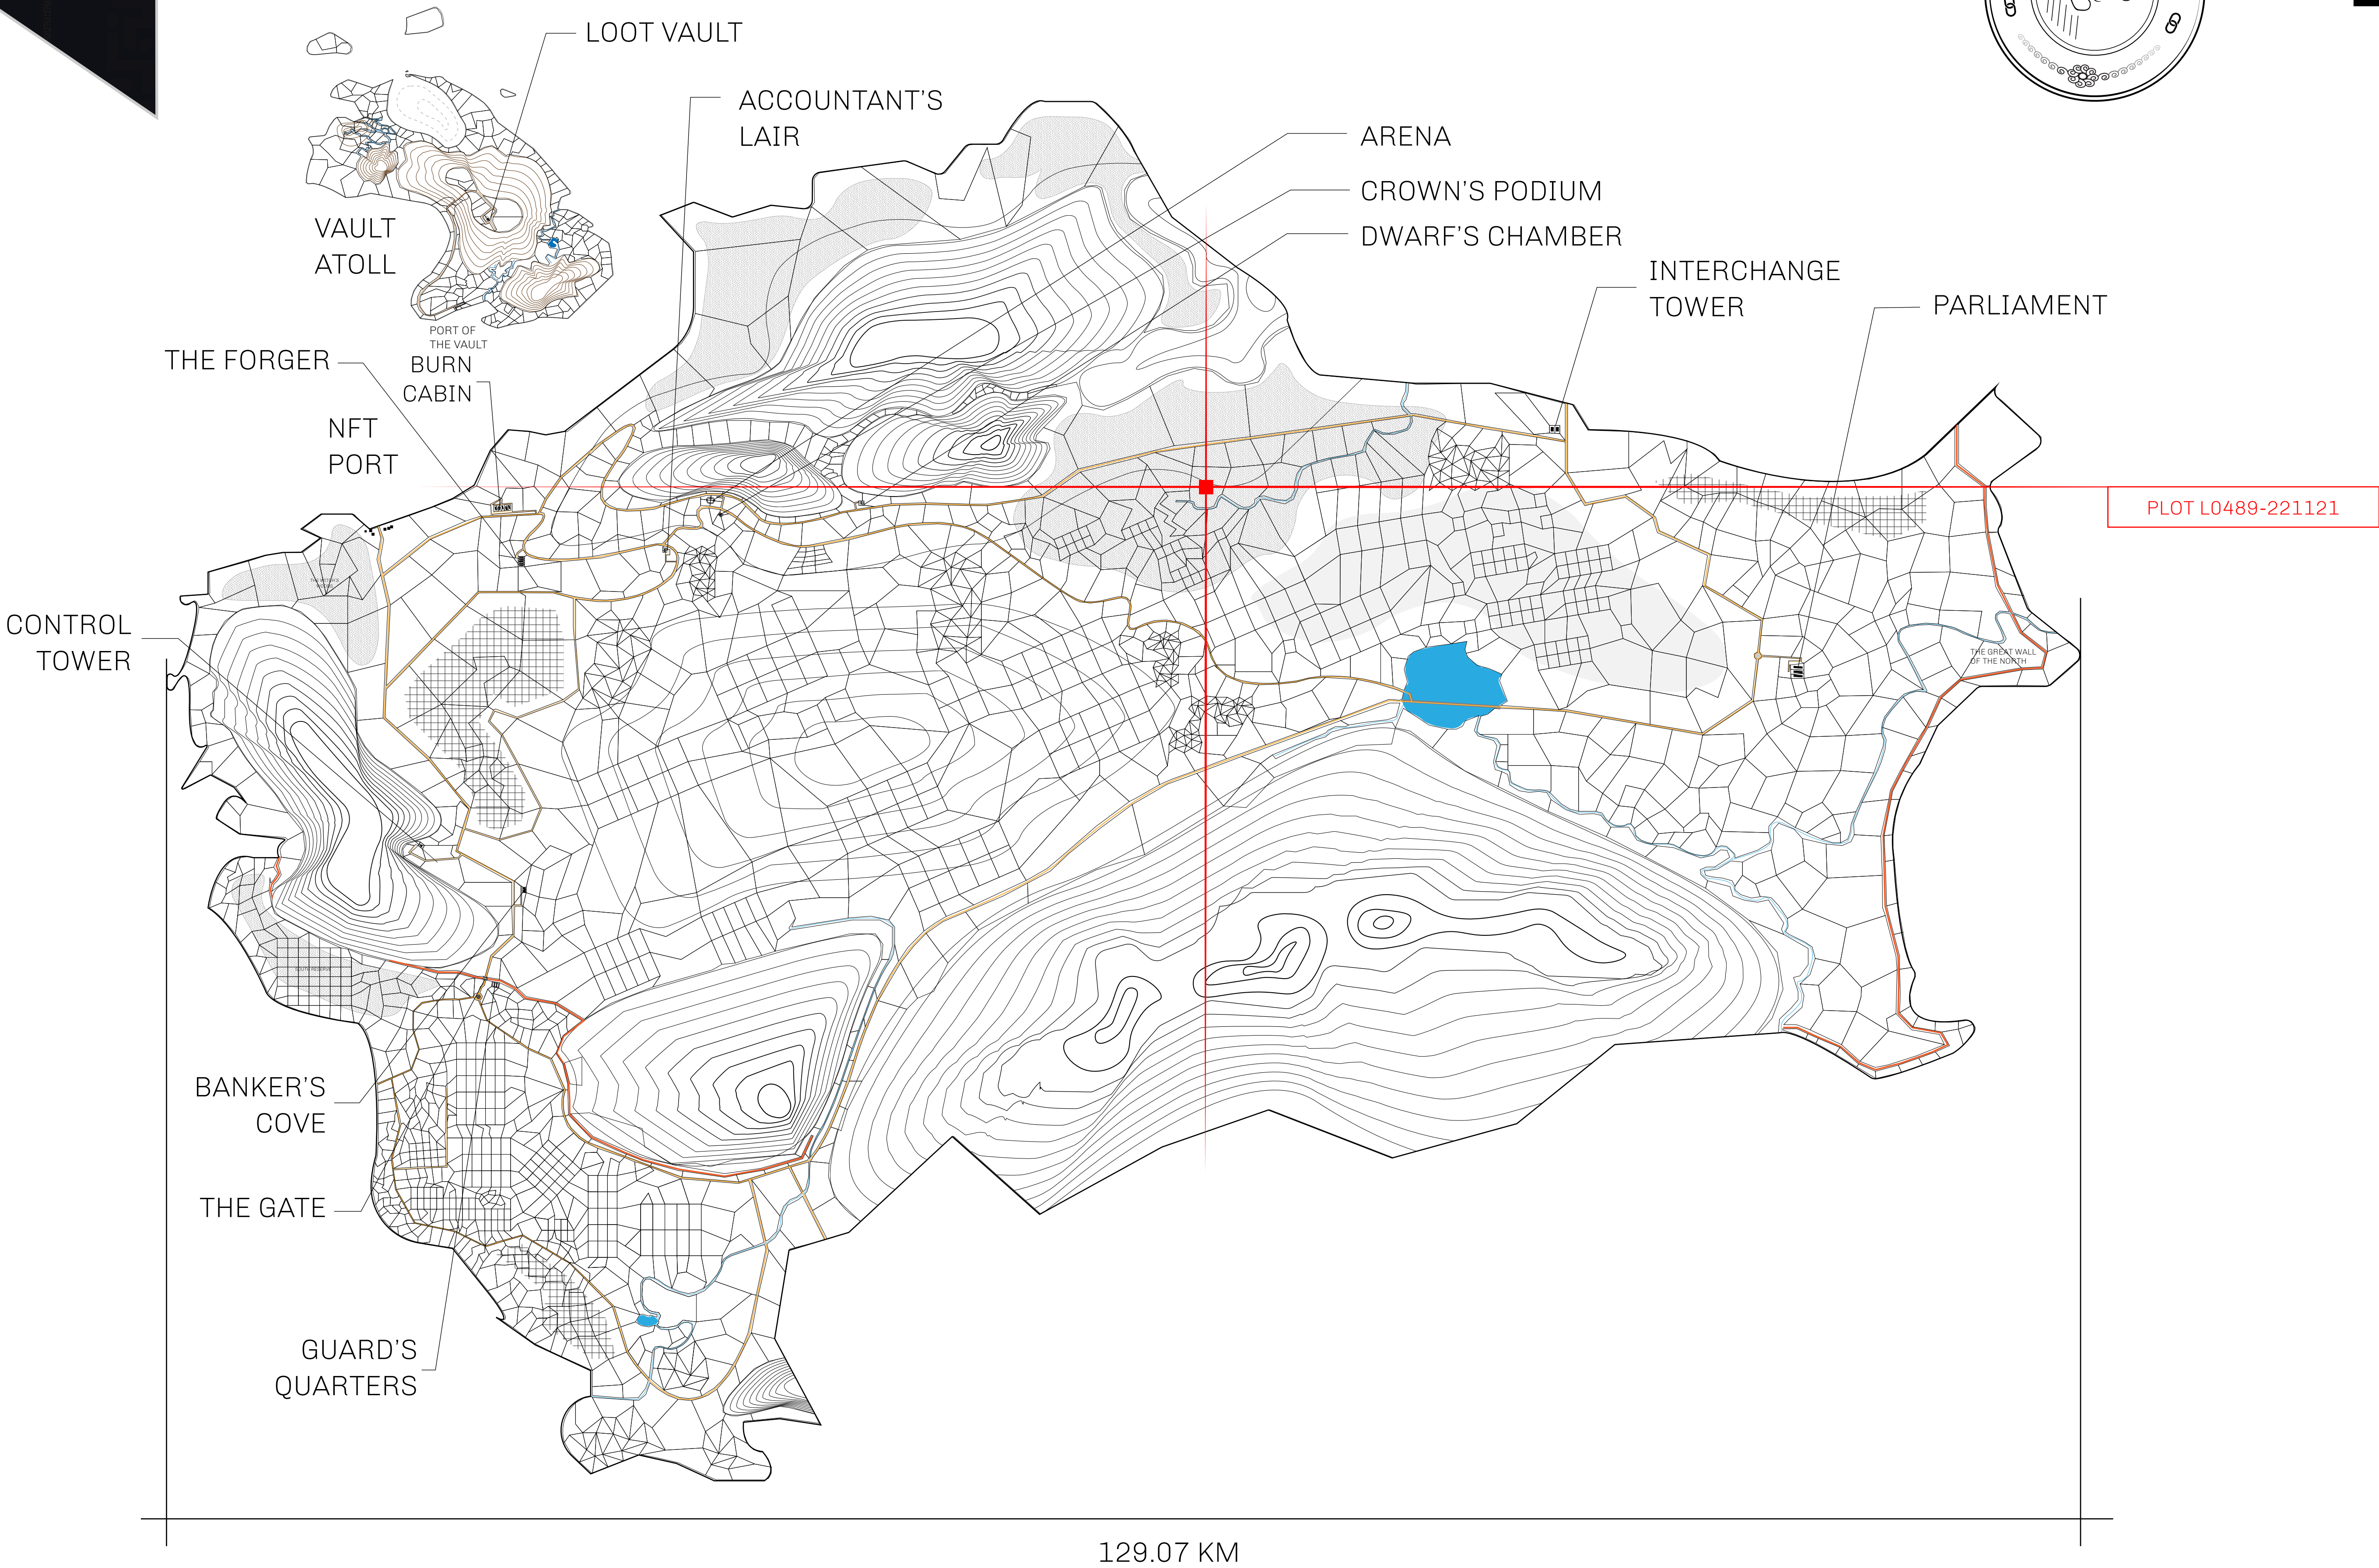 LOOT VAULT
ACCOUNTANT'S
LAIR
ARENA
CROWN'S PODIUM
DWARF'S CHAMBER
INTERCHANGE
TOWER
PARLIAMENT
VAULT
ATOLL
PORT OF
THE VAULT
THE FORGER
BURN
CABIN
NFT
PORT
PLOT L0489-221121
CONTROL
TOWER
THE GREAT WALL
OF THE NORTH
SOUTH RESERVE
BANKER'S
COVE
THE GATE
GUARD'S
QUARTERS
129.07 KM